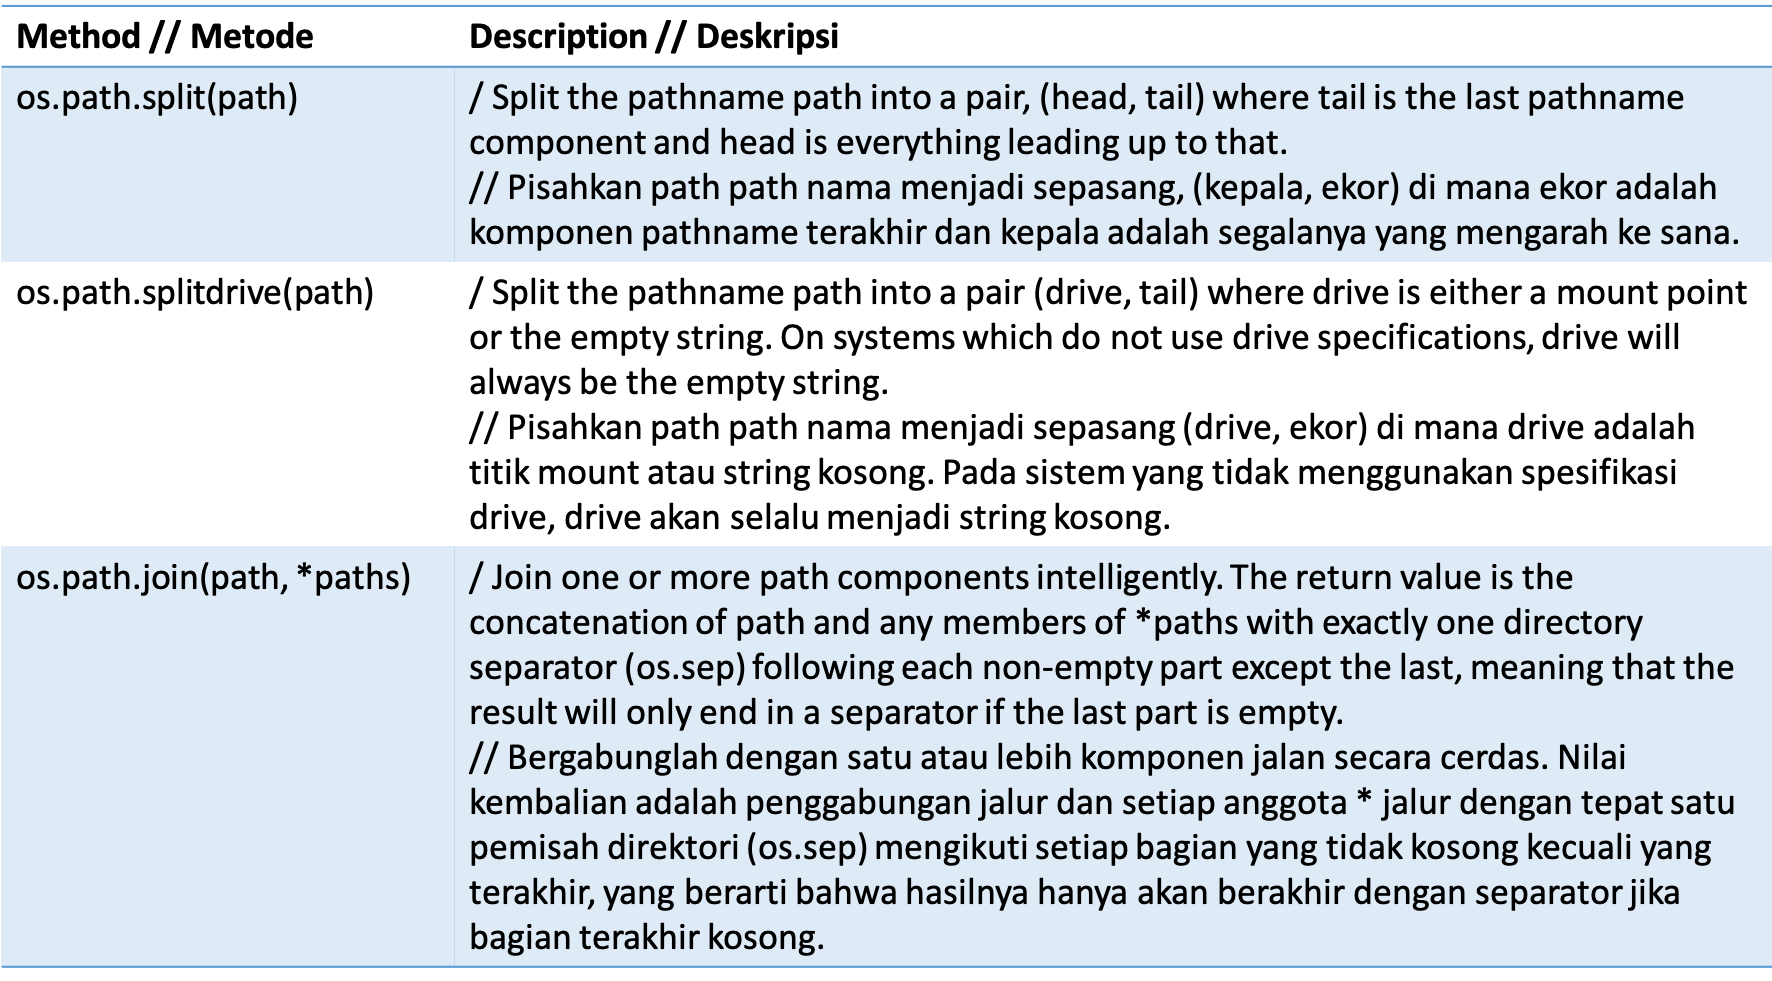 Method // Metode
Description // Deskripsi
os.path.split(path)
/ Split the pathname path into a pair, (head, tail) where tail is the last pathname
component and head is everything leading up to that.
// Pisahkan path path nama menjadi sepasang, (kepala, ekor) di mana ekor adalah
komponen pathname terakhir dan kepala adalah segalanya yang mengarah ke sana.
os.path.splitdrive(path)
/ Split the pathname path into a pair (drive, tail) where drive is either a mount point
or the empty string. On systems which do not use drive specifications, drive will
always be the empty string.
// Pisahkan path path nama menjadi sepasang (drive, ekor) di mana drive adalah
titik mount atau string kosong. Pada sistem yang tidak menggunakan spesifikasi
drive, drive akan selalu menjadi string kosong.
os.path.join(path, *paths)
/ Join one or more path components intelligently. The return value is the
concatenation of path and any members of *paths with exactly one directory
separator (os.sep) following each non-empty part except the last, meaning that the
result will only end in a separator if the last part is empty.
// Bergabunglah dengan satu atau lebih komponen jalan secara cerdas. Nilai
kembalian adalah penggabungan jalur dan setiap anggota * jalur dengan tepat satu
pemisah direktori (os.sep) mengikuti setiap bagian yang tidak kosong kecuali yang
terakhir, yang berarti bahwa hasilnya hanya akan berakhir dengan separator jika
bagian terakhir kosong.